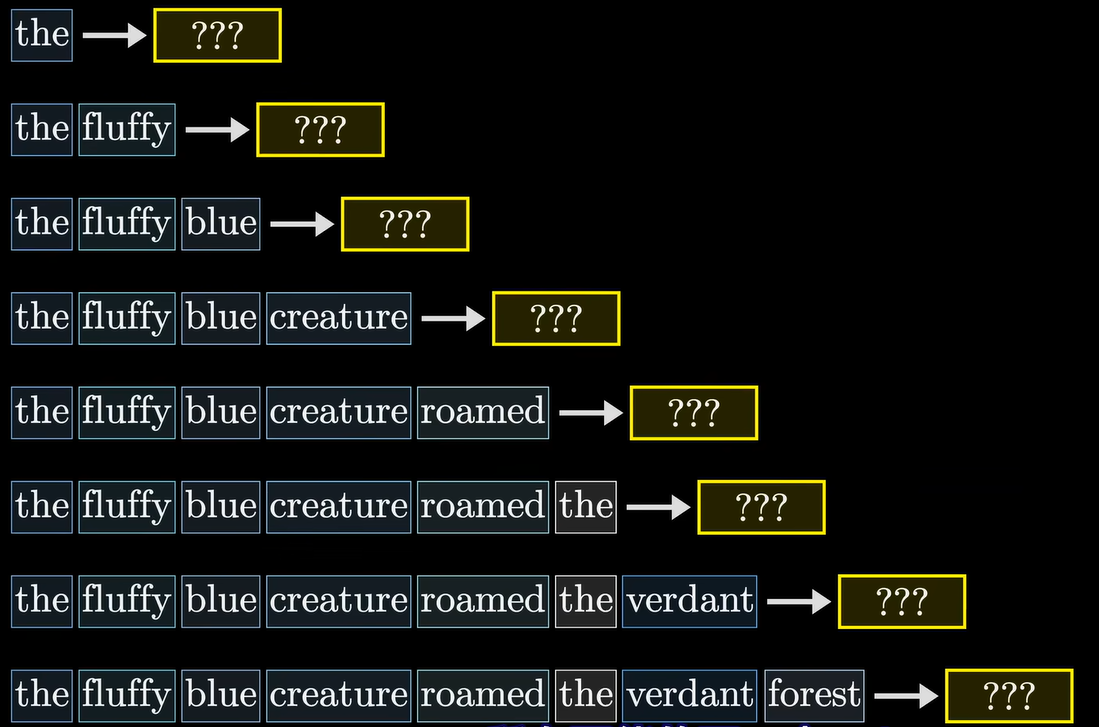 the ???
the fluffy ???
the fluffy blue ???
the fluffy blue creature ???
the fluffy blue creature roamed ???
the fluffy blue creature roamed the ???
the fluffy blue creature roamed the verdant ???
the fluffy blue creature roamed the verdant forest ???